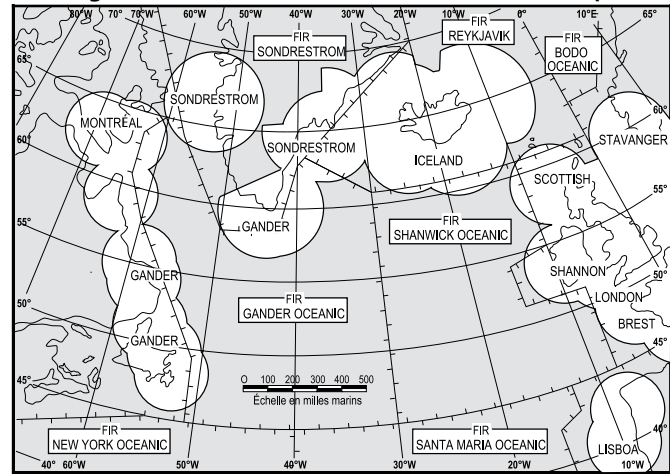 80°W
70°W
60°W
50°W
40°W
30°W
20°W
10°W
0°
10°E
65°
FIR
SONDRESTROM
FIR
REYKJAVIK
FIR
BODO
OCEANIC
65°
SONDRESTROM
MONTRÉAL
60°
STAVANGER
60°
SONDRESTROM
ICELAND
SCOTTISH
55°
55°
GANDER
FIR
SHANWICK OCEANIC
SHANNON
50°
GANDER
50°
LONDON
FIR
GANDER OCEANIC
BREST
GANDER
45°
45°
0 100 200 300 400 500
Échelle en milles marins
FIR
NEW YORK OCEANIC
FIR
SANTA MARIA OCEANIC
40°
LISBOA
40° 60°W
50°W
40°W
30°W
20°W
10°W